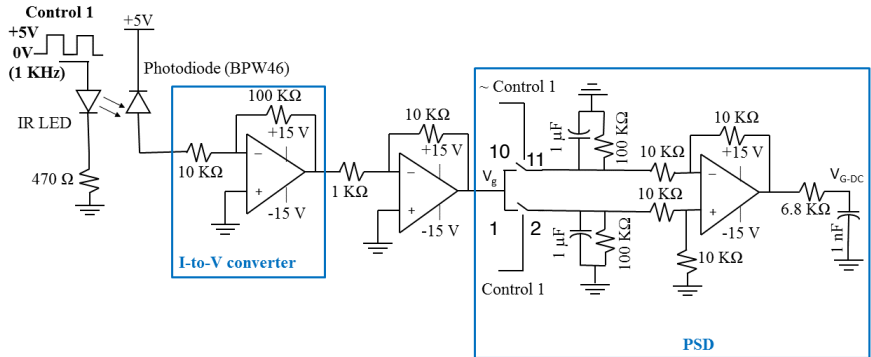 Control 1
+5V
0V
(1 KHz)
IR LED
470 Ω
+5V
Photodiode (BPW46)
10 KΩ
100 KΩ
+15 V
−
+
-15 V
I-to-V converter
1 KΩ
10 KΩ
+15 V
−
+
-15 V
Vg
~ Control 1
10
11
1
2
Control 1
1 µF
100 KΩ
1 µF
100 KΩ
10 KΩ
10 KΩ
10 KΩ
10 KΩ
+15 V
−
+
-15 V
6.8 KΩ
VG-DC
1 nF
PSD